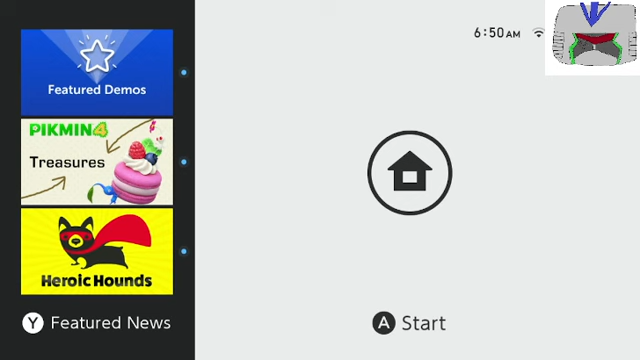 6:50 AM
Featured Demos
PIKMIN 4
Treasures
Heroic Hounds
Y Featured News
A Start